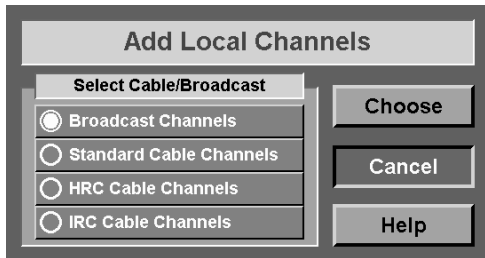 Add Local Channels
Select Cable/Broadcast
Broadcast Channels
Standard Cable Channels
HRC Cable Channels
IRC Cable Channels
Choose
Cancel
Help